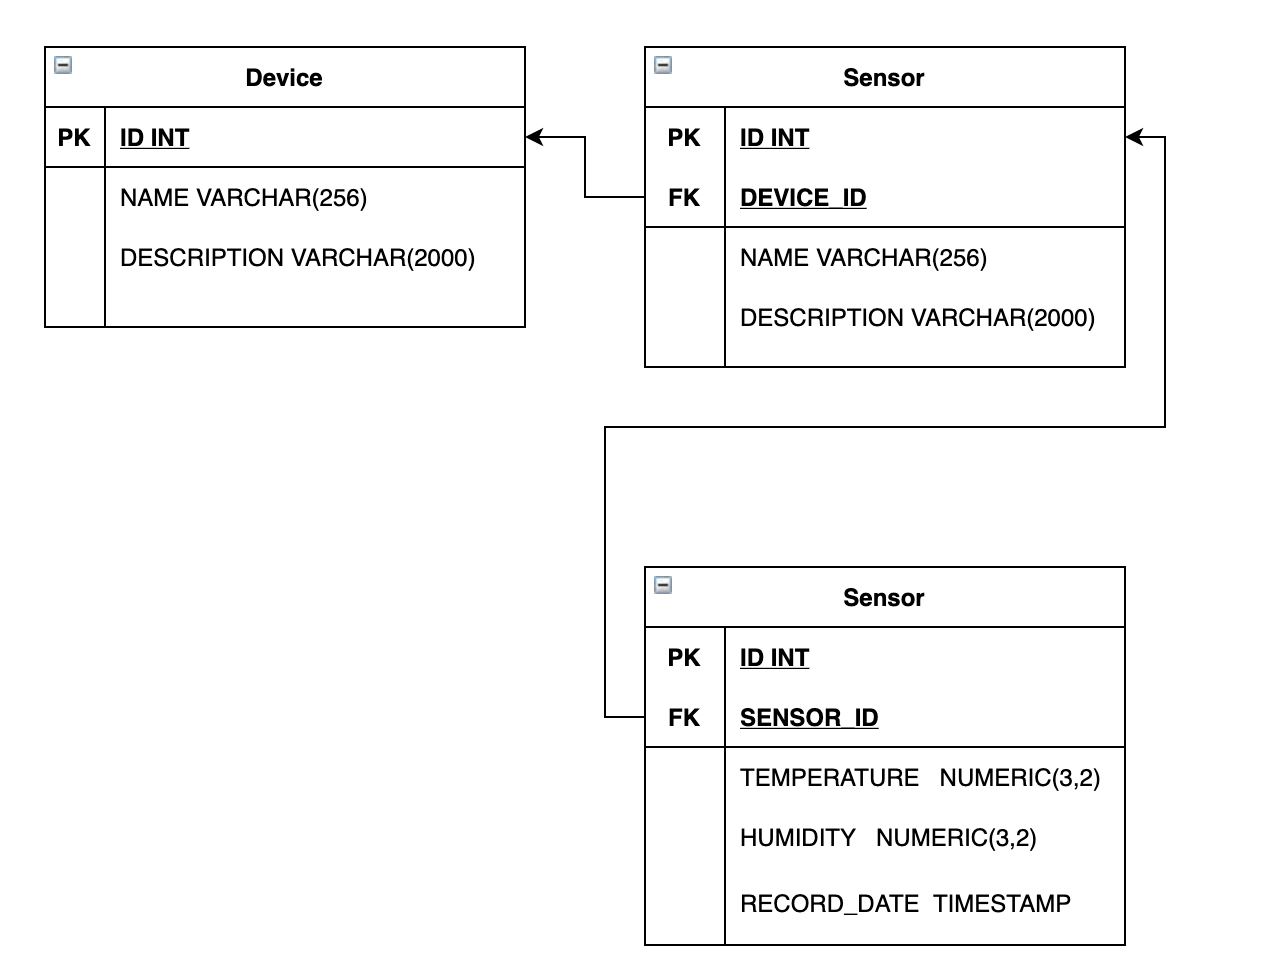 Device
PK ID INT
NAME VARCHAR(256)
DESCRIPTION VARCHAR(2000)
Sensor
PK ID INT
FK DEVICE_ID
NAME VARCHAR(256)
DESCRIPTION VARCHAR(2000)
Sensor
PK ID INT
FK SENSOR_ID
TEMPERATURE NUMERIC(3,2)
HUMIDITY NUMERIC(3,2)
RECORD_DATE TIMESTAMP